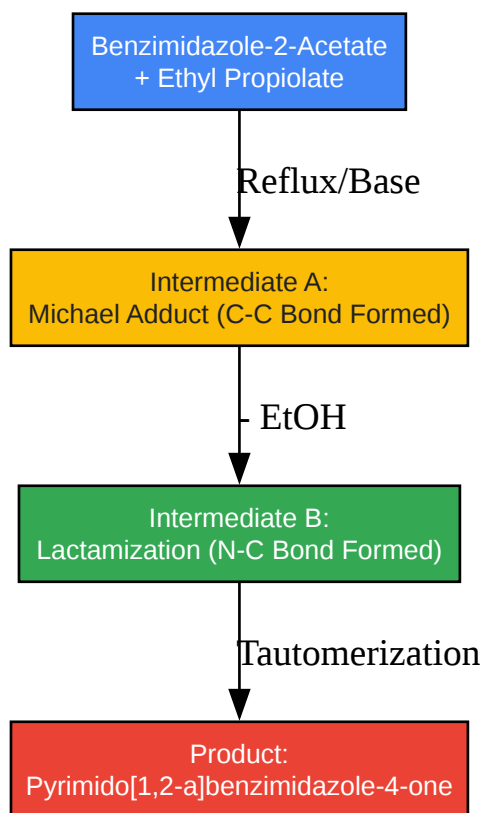 Benzimidazole-2-Acetate
+ Ethyl Propiolate
Reflux/Base
Intermediate A:
Michael Adduct (C-C Bond Formed)
- EtOH
Intermediate B:
Lactamization (N-C Bond Formed)
Tautomerization
Product:
Pyrimido[1,2-a]benzimidazole-4-one